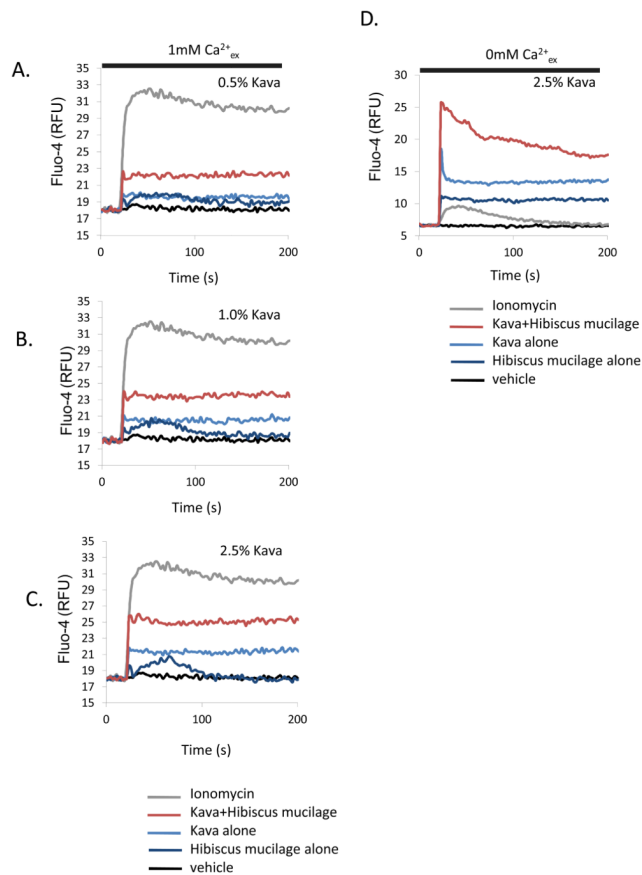 D.
1mM Ca²⁺ex
0mM Ca²⁺ex
A.
0.5% Kava
35
33
31
29
27
25
23
21
19
17
15
Fluo-4 (RFU)
0
100
200
Time (s)
2.5% Kava
30
25
20
15
10
5
Fluo-4 (RFU)
0
100
200
Time (s)
Ionomycin
Kava+Hibiscus mucilage
Kava alone
Hibiscus mucilage alone
vehicle
B.
1.0% Kava
35
33
31
29
27
25
23
21
19
17
15
Fluo-4 (RFU)
0
100
200
Time (s)
C.
2.5% Kava
35
33
31
29
27
25
23
21
19
17
15
Fluo-4 (RFU)
0
100
200
Time (s)
Ionomycin
Kava+Hibiscus mucilage
Kava alone
Hibiscus mucilage alone
vehicle